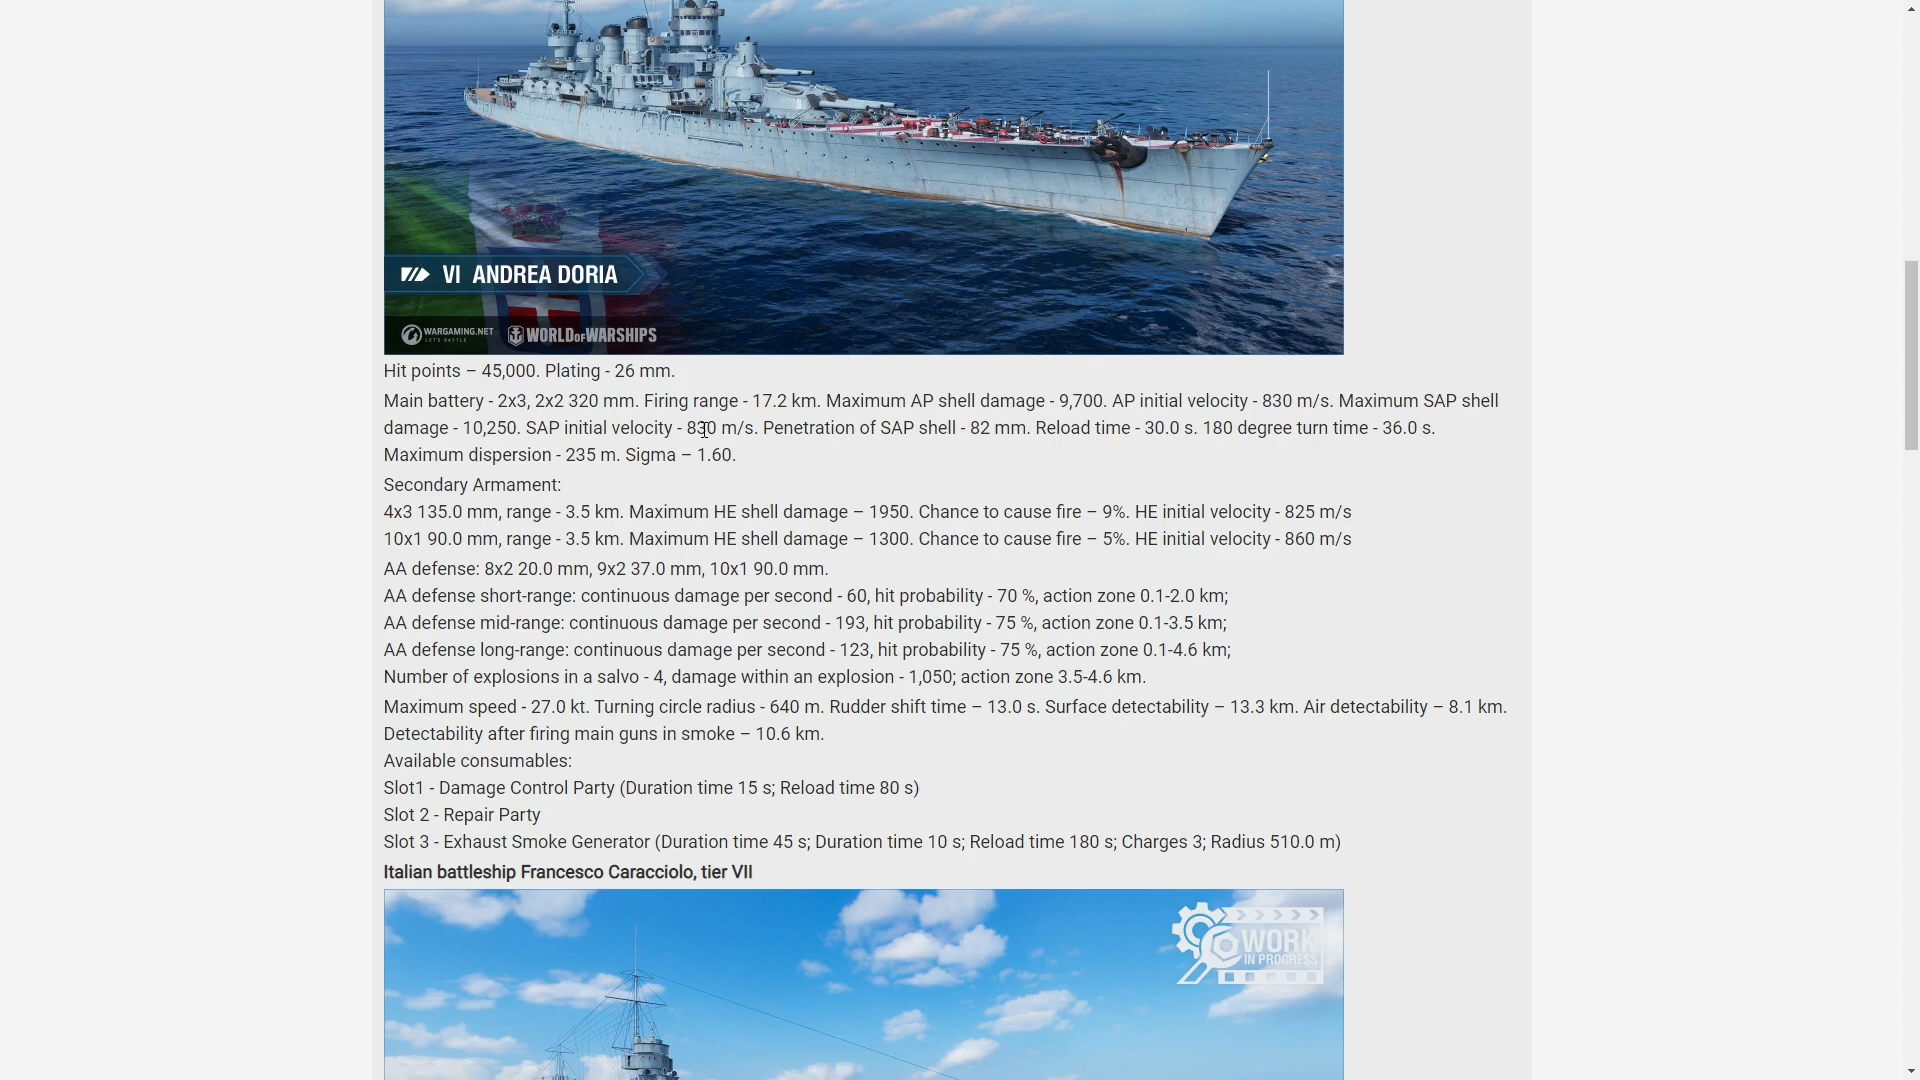 VI ANDREA DORIA
WARGAMING.NET
LET'S BATTLE
WORLD OF WARSHIPS
Hit points – 45,000. Plating - 26 mm.
Main battery - 2x3, 2x2 320 mm. Firing range - 17.2 km. Maximum AP shell damage - 9,700. AP initial velocity - 830 m/s. Maximum SAP shell
damage - 10,250. SAP initial velocity - 830 m/s. Penetration of SAP shell - 82 mm. Reload time - 30.0 s. 180 degree turn time - 36.0 s.
Maximum dispersion - 235 m. Sigma – 1.60.
Secondary Armament:
4x3 135.0 mm, range - 3.5 km. Maximum HE shell damage – 1950. Chance to cause fire – 9%. HE initial velocity - 825 m/s
10x1 90.0 mm, range - 3.5 km. Maximum HE shell damage – 1300. Chance to cause fire – 5%. HE initial velocity - 860 m/s
AA defense: 8x2 20.0 mm, 9x2 37.0 mm, 10x1 90.0 mm.
AA defense short-range: continuous damage per second - 60, hit probability - 70 %, action zone 0.1-2.0 km;
AA defense mid-range: continuous damage per second - 193, hit probability - 75 %, action zone 0.1-3.5 km;
AA defense long-range: continuous damage per second - 123, hit probability - 75 %, action zone 0.1-4.6 km;
Number of explosions in a salvo - 4, damage within an explosion - 1,050; action zone 3.5-4.6 km.
Maximum speed - 27.0 kt. Turning circle radius - 640 m. Rudder shift time – 13.0 s. Surface detectability – 13.3 km. Air detectability – 8.1 km.
Detectability after firing main guns in smoke – 10.6 km.
Available consumables:
Slot1 - Damage Control Party (Duration time 15 s; Reload time 80 s)
Slot 2 - Repair Party
Slot 3 - Exhaust Smoke Generator (Duration time 45 s; Duration time 10 s; Reload time 180 s; Charges 3; Radius 510.0 m)
Italian battleship Francesco Caracciolo, tier VII
WORK
IN PROGRESS